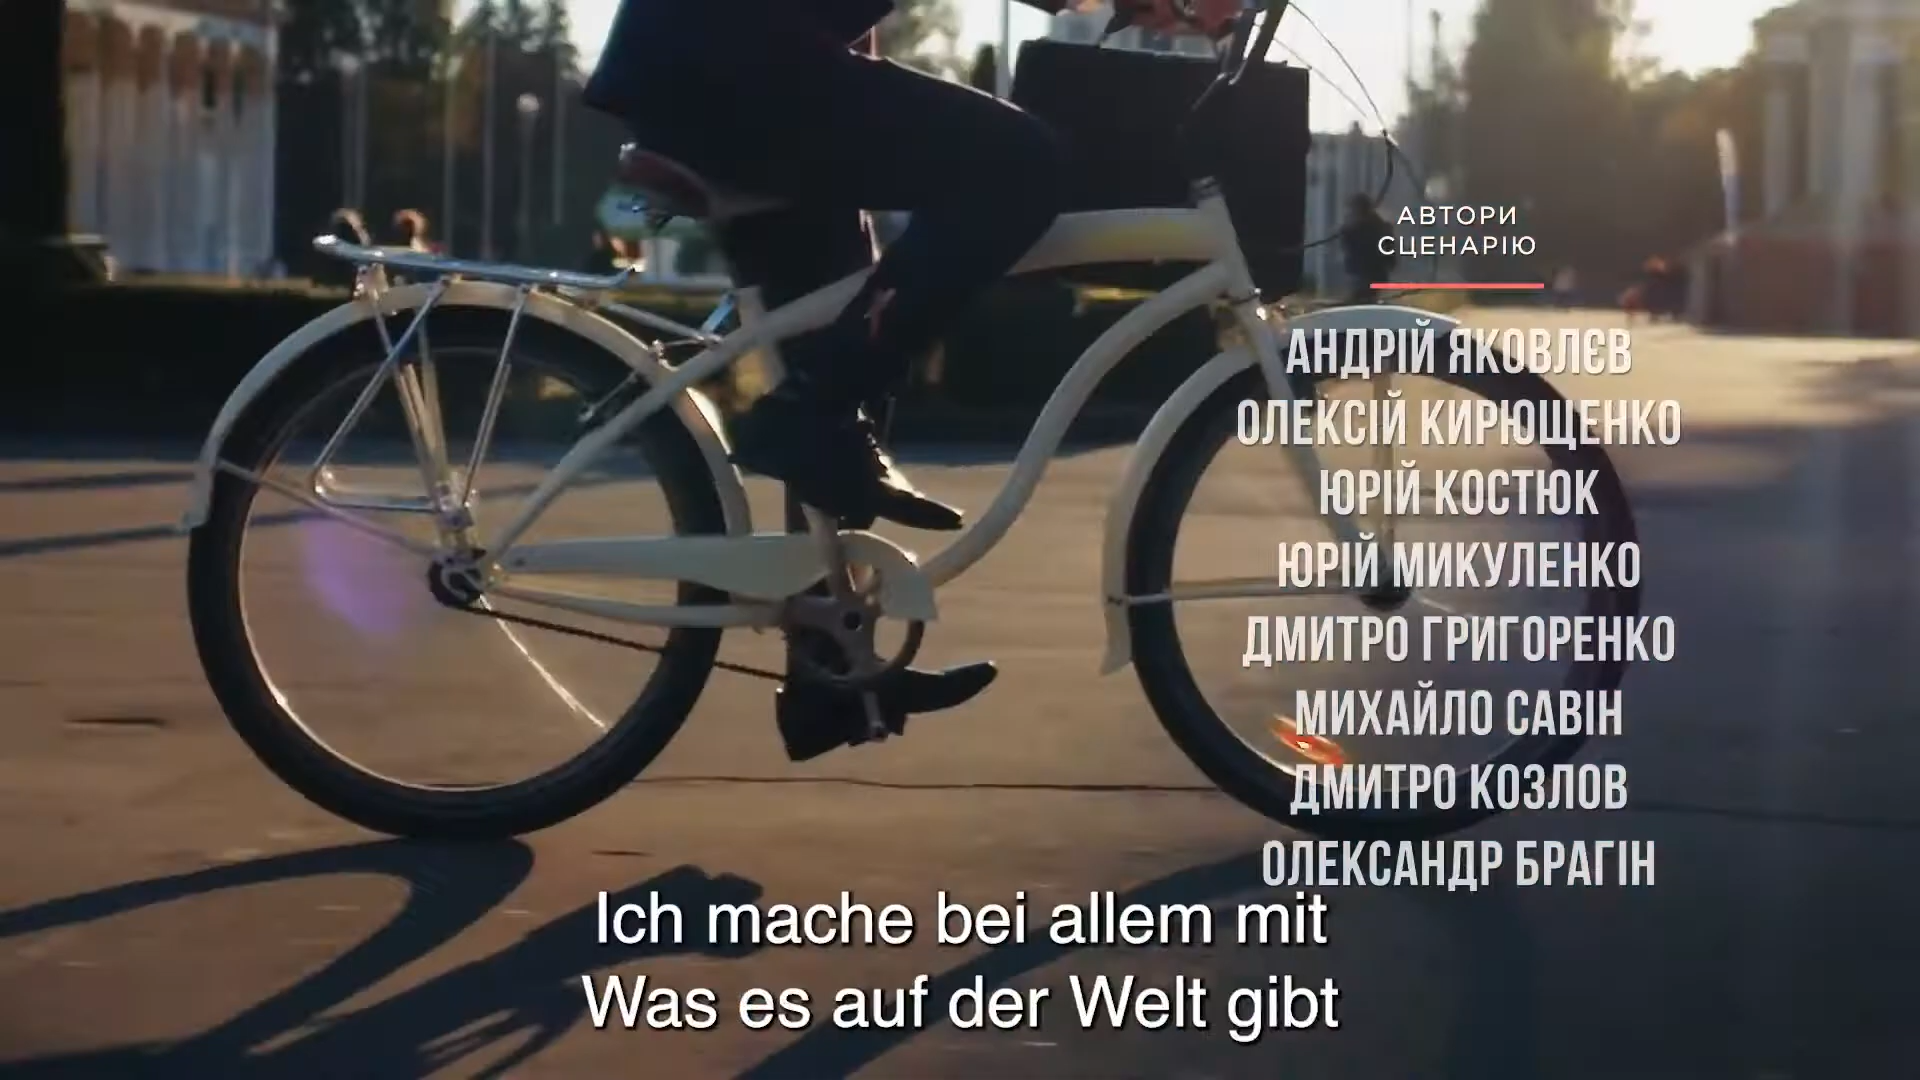 АВТОРИ
СЦЕНАРІЮ
АНДРІЙ ЯКОВЛЄВ
ОЛЕКСІЙ КИРЮЩЕНКО
ЮРІЙ КОСТЮК
ЮРІЙ МИКУЛЕНКО
ДМИТРО ГРИГОРЕНКО
МИХАЙЛО САВІН
ДМИТРО КОЗЛОВ
ОЛЕКСАНДР БРАГІН
Ich mache bei allem mit
Was es auf der Welt gibt